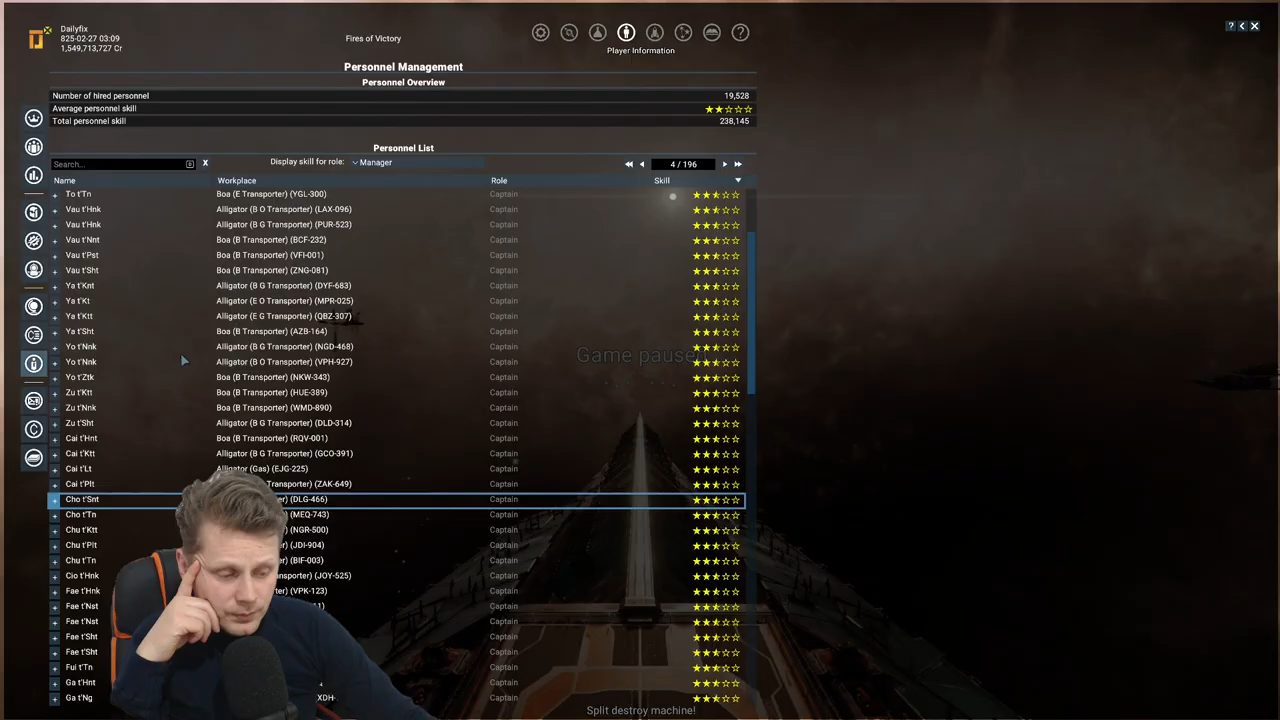 Dailyfix
825-02-27 03:09
1,549,713,727 Cr
Fires of Victory
Player Information
Personnel Management
Personnel Overview
Number of hired personnel 19,528
Average personnel skill
Total personnel skill 238,145
Personnel List
Search... x Display skill for role: Manager 4 / 196
Name Workplace Role Skill
To t'Tn Boa (E Transporter) (YGL-300) Captain
Vau t'Hnk Alligator (B O Transporter) (LAX-096) Captain
Vau t'Hnk Alligator (B G Transporter) (PUR-523) Captain
Vau t'Nnt Boa (B Transporter) (BCF-232) Captain
Vau t'Pst Boa (B Transporter) (VFI-001) Captain
Vau t'Sht Boa (B Transporter) (ZNG-081) Captain
Ya t'Knt Alligator (B G Transporter) (DYF-683) Captain
Ya t'Kt Alligator (E O Transporter) (MPR-025) Captain
Ya t'Ktt Alligator (E G Transporter) (QBZ-307) Captain
Ya t'Sht Boa (B Transporter) (AZB-164) Captain
Yo t'Nnk Alligator (B G Transporter) (NGD-468) Captain
Yo t'Nnk Alligator (B O Transporter) (VPH-927) Captain
Yo t'Ztk Boa (B Transporter) (NKW-343) Captain
Zu t'Ktt Boa (B Transporter) (HUE-389) Captain
Zu t'Nnk Boa (B Transporter) (WMD-890) Captain
Zu t'Sht Alligator (B G Transporter) (DLD-314) Captain
Cai t'Hnt Boa (B Transporter) (RQV-001) Captain
Cai t'Ktt Alligator (B G Transporter) (GCO-391) Captain
Cai t'Lt Alligator (Gas) (EJG-225) Captain
Cai t'Plt Transporter) (ZAK-649) Captain
Cho t'Snt (DLG-466) Captain
Cho t'Tn (MEQ-743) Captain
Chu t'Ktt (NGR-500) Captain
Chu t'Plt (JDI-904) Captain
Chu t'Tn (BIF-003) Captain
Cio t'Hnk (JOY-525) Captain
Fae t'Hnk (VPK-123) Captain
Fae t'Nst Captain
Fae t'Nst Captain
Fae t'Sht Captain
Fae t'Sht Captain
Fui t'Tn Captain
Ga t'Hnt Captain
Ga t'Ng XDH- Captain
Game paused
Split destroy machine!